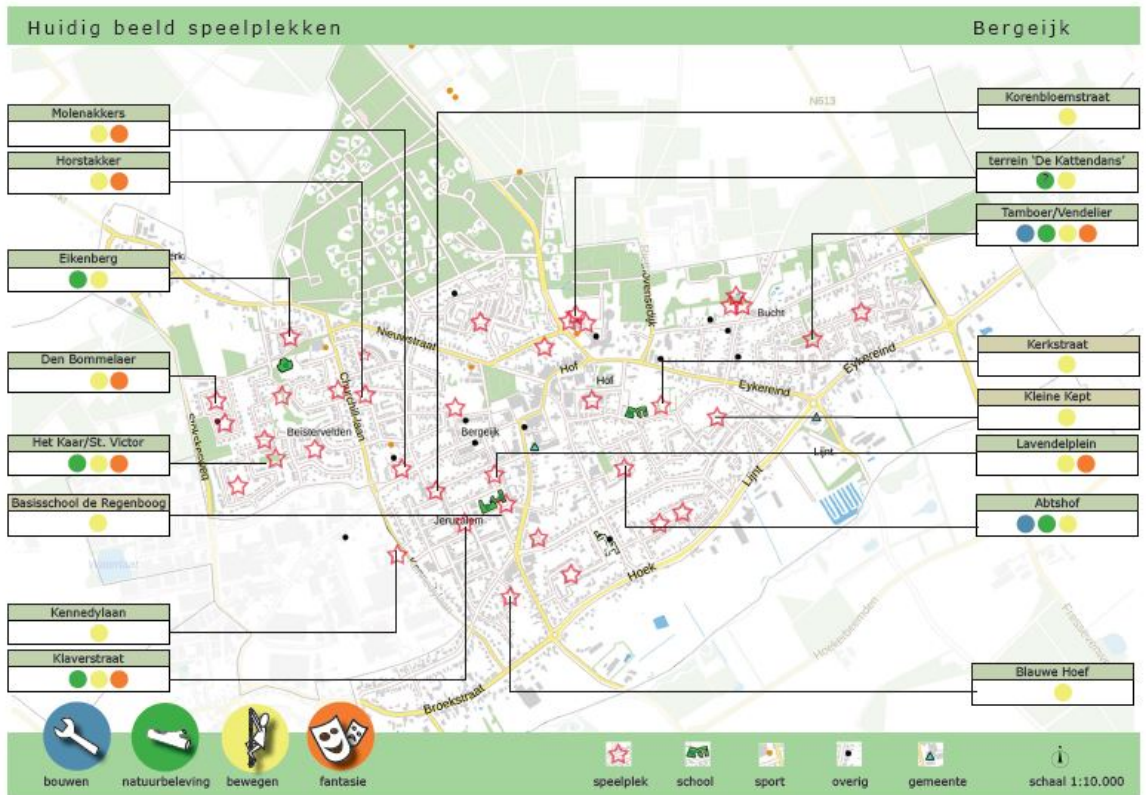 Huidig beeld speelplekken
Bergeijk
Molenakkers
Horstakker
Eikenberg
Den Bommelaer
Het Kaar/St. Victor
Basisschool de Regenboog
Kennedylaan
Klaverstraat
Korenbloemstraat
terrein 'De Kattendans'
?
Tamboer/Vendelier
Kerkstraat
Kleine Kept
Lavendelplein
Abtshof
Blauwe Hoef
N613
Bucht
Nieuwstraat
Hof
Hof
Eykereind
Eykereind
Churchilllaan
Beistervelden
Bergeijk
Lijnt
Lijnt
Jeruzalem
Hoek
Broekstraat
bouwen
natuurbeleving
bewegen
fantasie
speelplek
school
sport
overig
gemeente
schaal 1:10.000